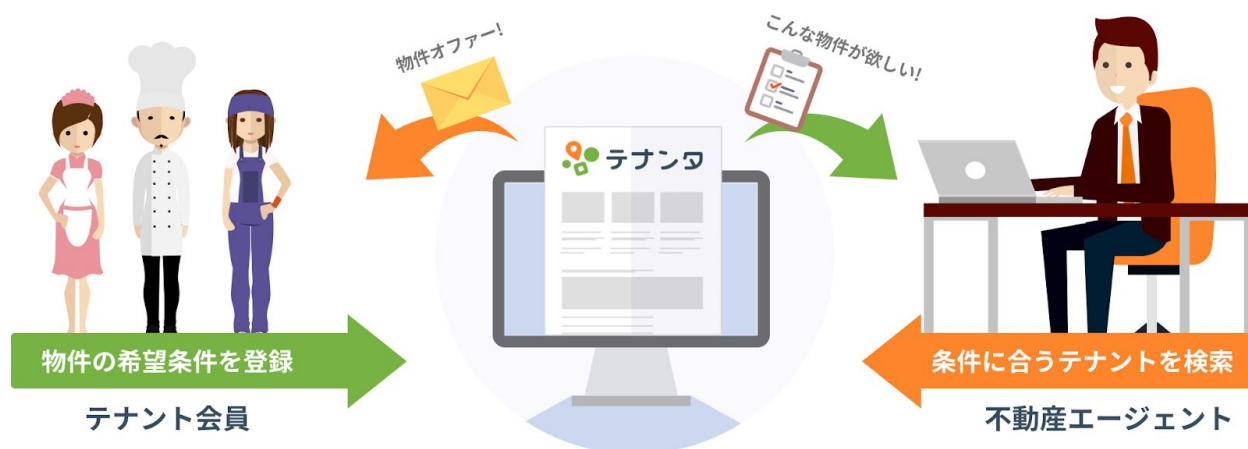 物件オファー!
こんな物件が欲しい!
テナンタ
物件の希望条件を登録
条件に合うテナントを検索
テナント会員
不動産エージェント